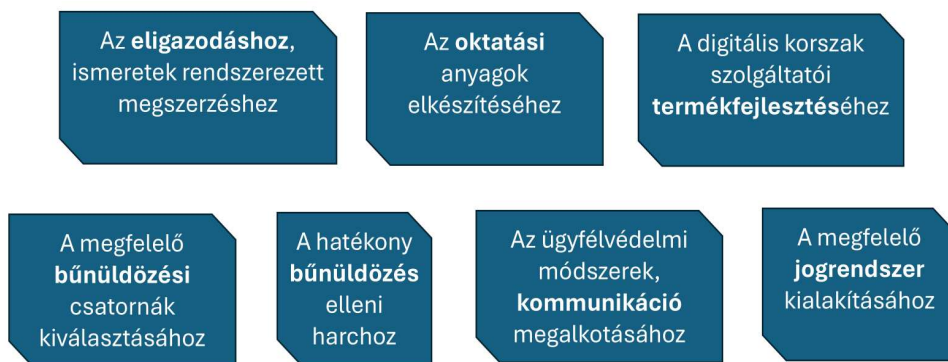 Az eligazodáshoz,
ismeretek rendszerezett
megszerzéshez
Az oktatási
anyagok
elkészítéséhez
A digitális korszak
szolgáltatói
termékfejlesztéséhez
A megfelelő
bűnüldözési
csatornák
kiválasztásához
A hatékony
bűnüldözés
elleni
harchoz
Az ügyfélvédelmi
módszerek,
kommunikáció
megalkotásához
A megfelelő
jogrendszer
kialakításához